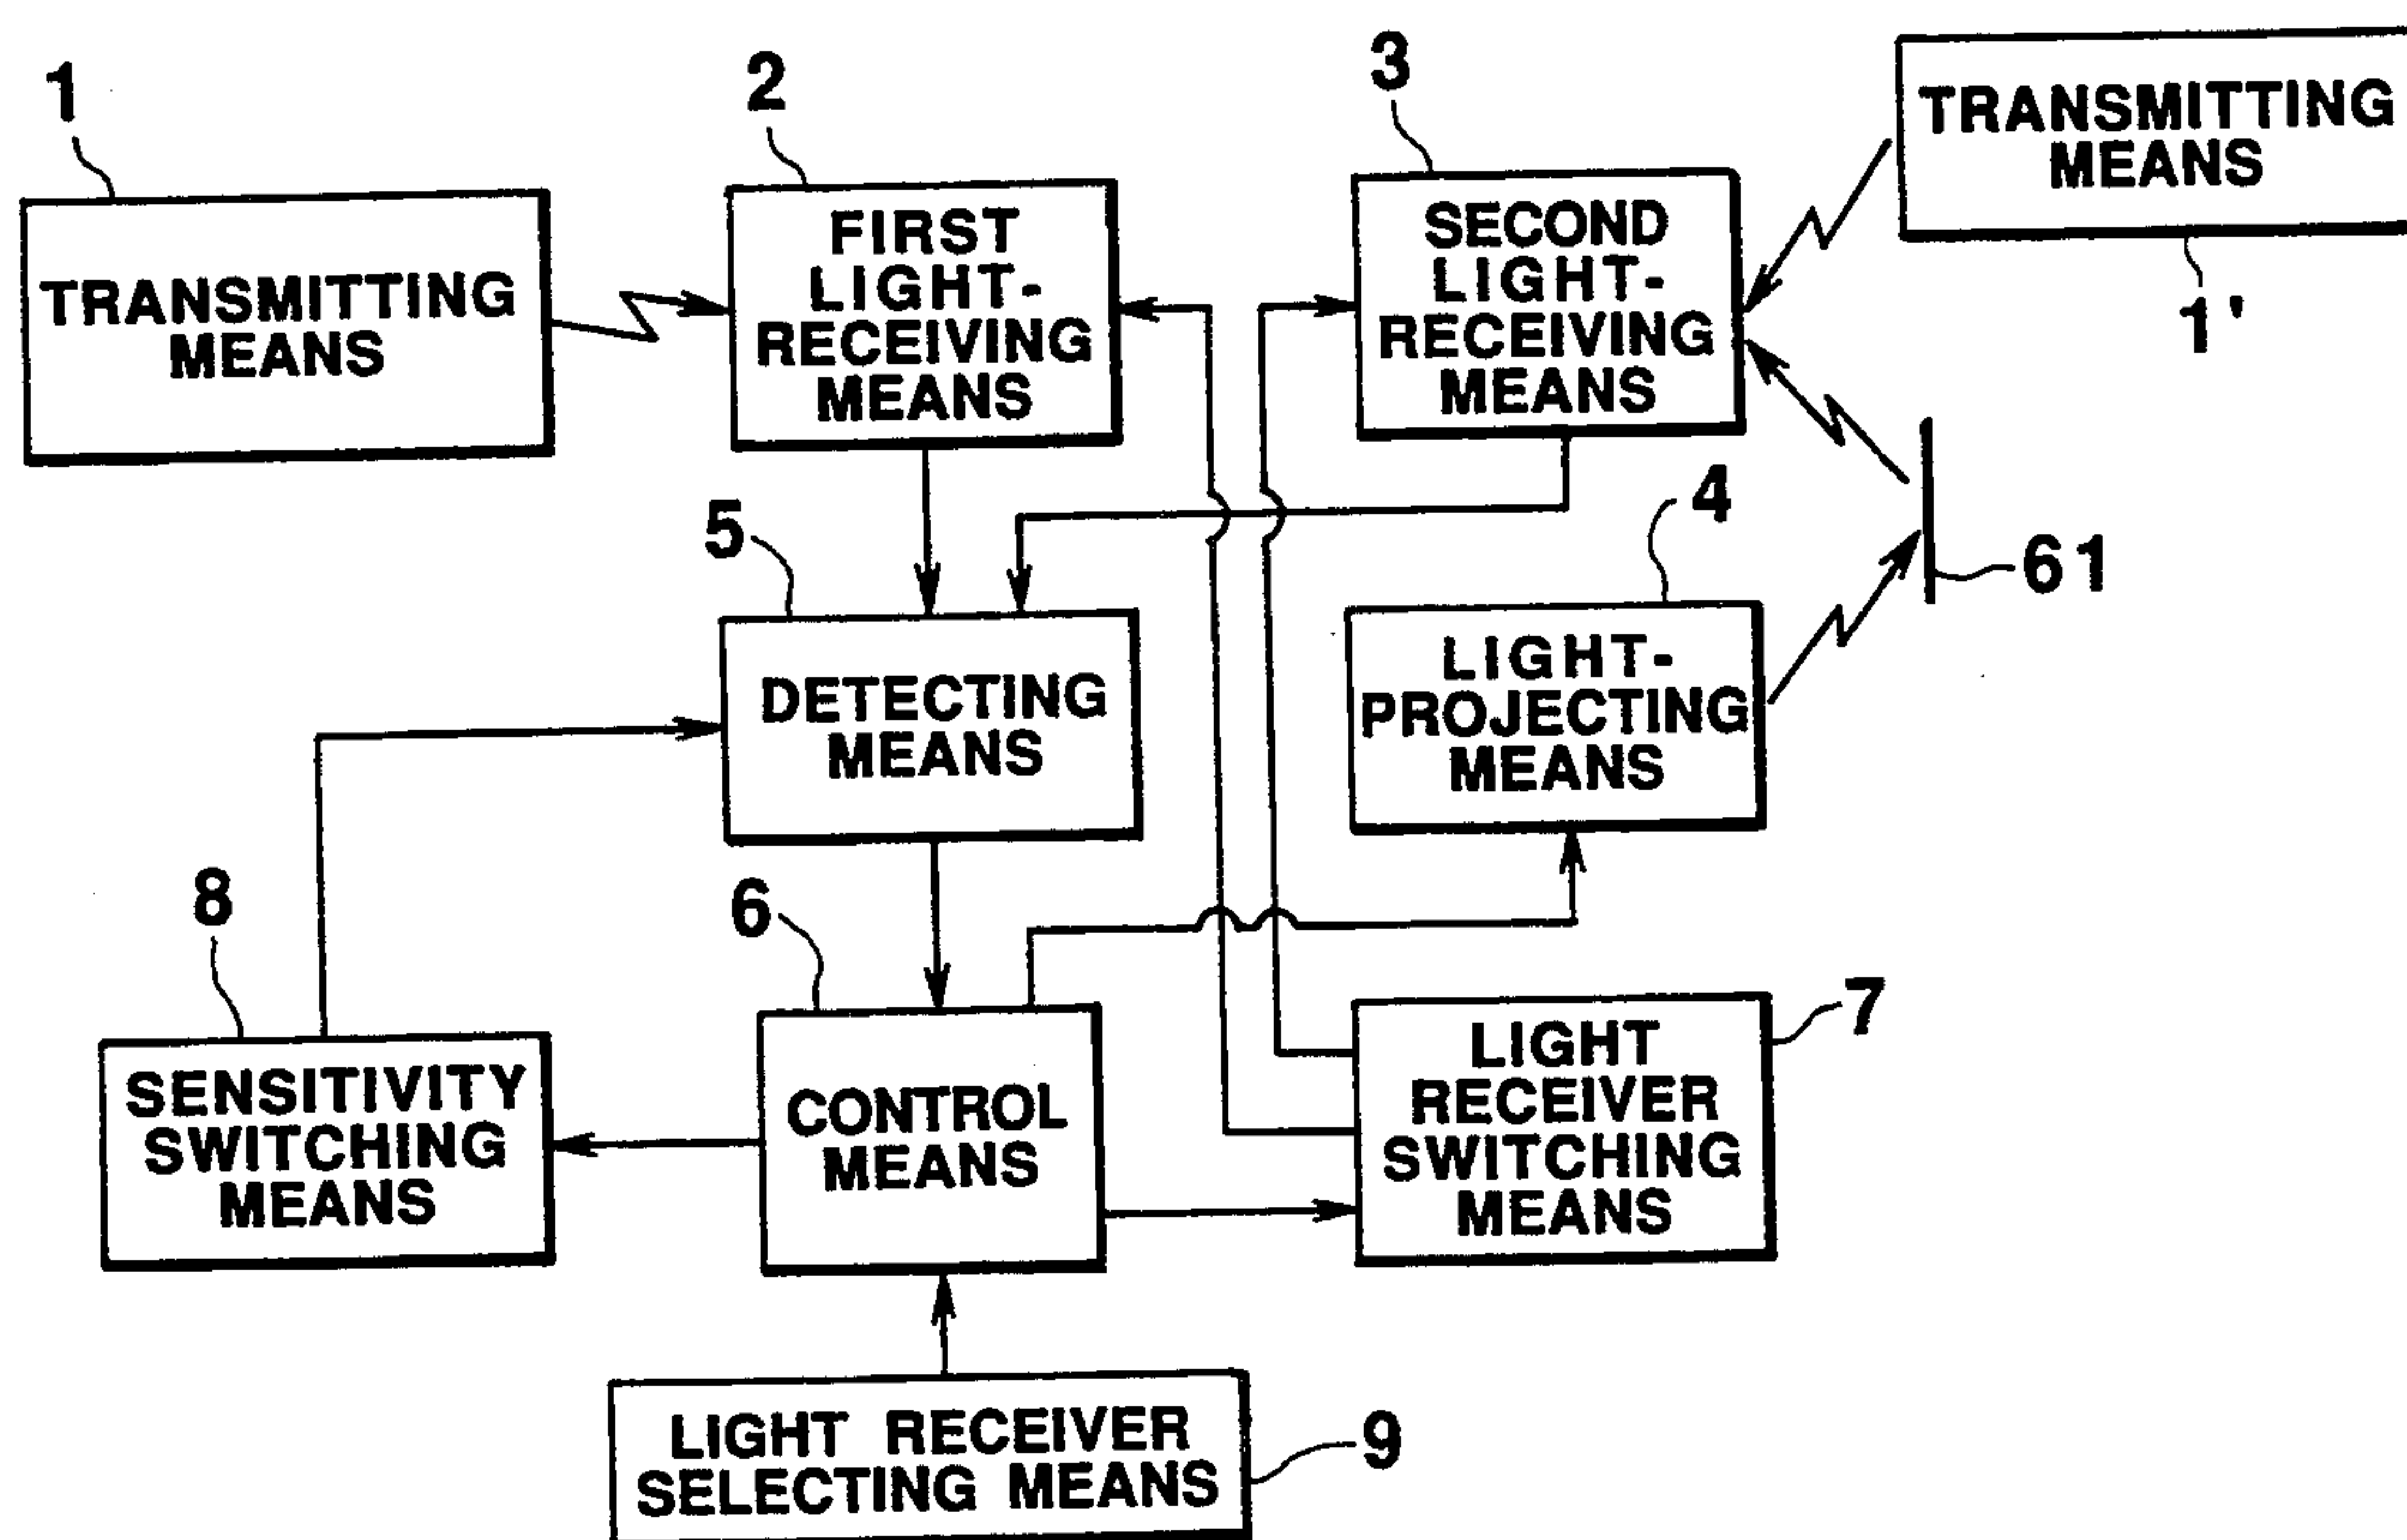 1
TRANSMITTING
MEANS
2
FIRST
LIGHT-
RECEIVING
MEANS
3
SECOND
LIGHT-
RECEIVING
MEANS
TRANSMITTING
MEANS
1'
61
4
LIGHT-
PROJECTING
MEANS
5
DETECTING
MEANS
8
SENSITIVITY
SWITCHING
MEANS
6
CONTROL
MEANS
7
LIGHT
RECEIVER
SWITCHING
MEANS
LIGHT RECEIVER
SELECTING MEANS
9